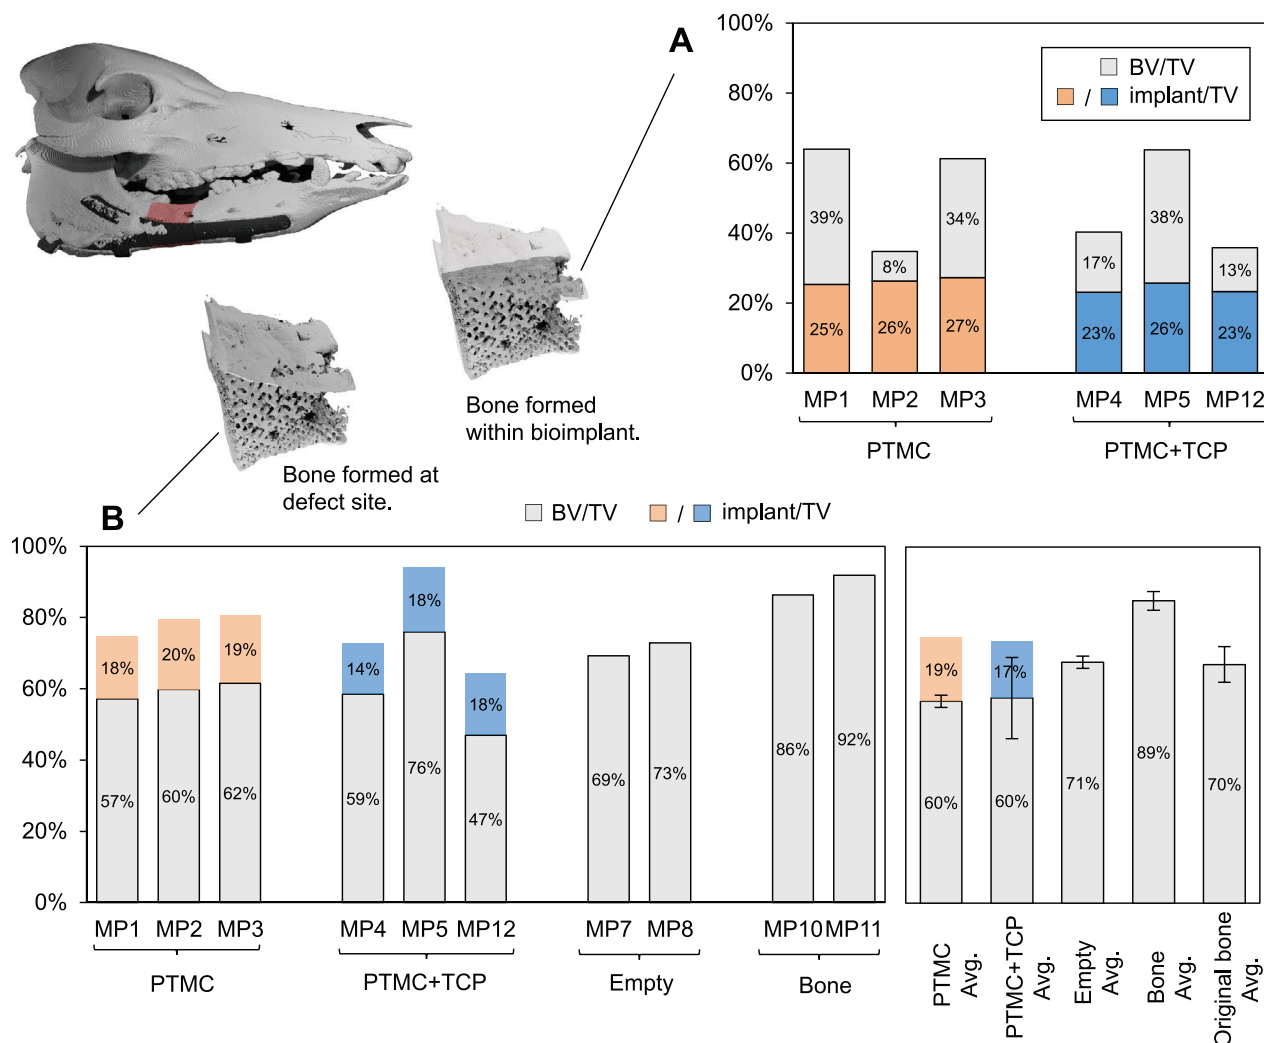 A
100%
80%
60%
40%
20%
0%
BV/TV
/ implant/TV
39%
8%
34%
17%
38%
13%
25%
26%
27%
23%
26%
23%
MP1 MP2 MP3 MP4 MP5 MP12
PTMC PTMC+TCP
Bone formed
within bioimplant.
Bone formed at
defect site.
B
BV/TV / implant/TV
100%
80%
60%
40%
20%
0%
18%
20%
19%
14%
18%
18%
57%
60%
62%
59%
76%
47%
69%
73%
86%
92%
MP1 MP2 MP3 MP4 MP5 MP12 MP7 MP8 MP10 MP11
PTMC PTMC+TCP Empty Bone
19%
17%
60%
60%
71%
89%
70%
PTMC
Avg.
PTMC+TCP
Avg.
Empty
Avg.
Bone
Avg.
Original bone
Avg.